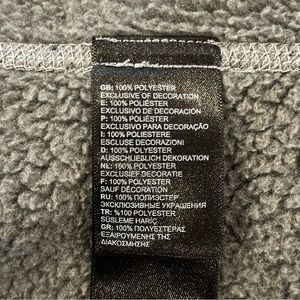 GB: 100% POLYESTER
EXCLUSIVE OF DECORATION
E: 100% POLIÉSTER
EXCLUSIVO DE DECORACIÓN
P: 100% POLIÉSTER
EXCLUSIVO PARA DECORAÇÃO
I: 100% POLIESTERE
ESCLUSE DECORAZIONI
D: 100% POLYESTER
AUSSCHLIEßLICH DEKORATION
NL: 100% POLYESTER
EXCLUSIEF DECORATIE
F: 100% POLYESTER
SAUF DÉCORATION
RU: 100% ПОЛИЭСТЕР
ЭКСКЛЮЗИВНЫЕ УКРАШЕНИЯ
TR: %100 POLYESTER
SÜSLEME HARİÇ
GR: 100% ΠΟΛΥΕΣΤΕΡΑΣ
ΕΞΑΙΡΟΥΜΕΝΗΣ ΤΗΣ
ΔΙΑΚΟΣΜΗΣΗΣ